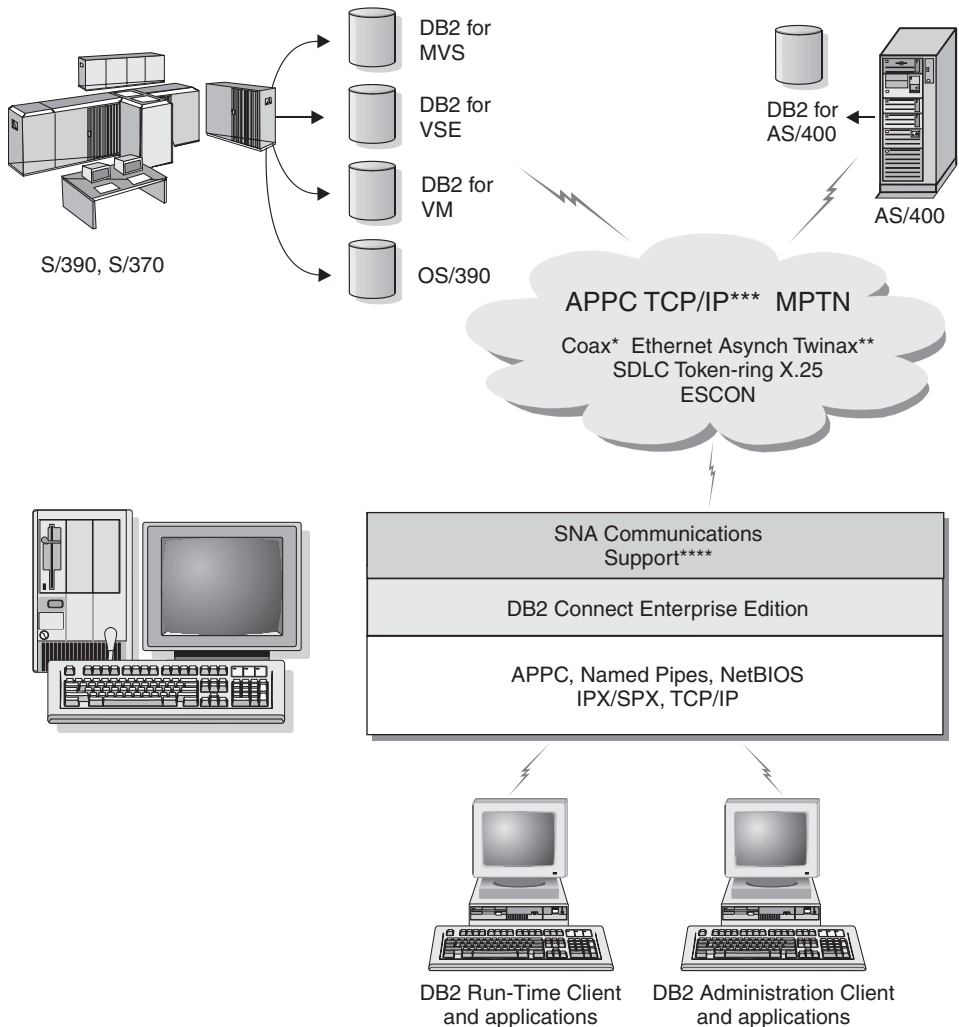 DB2 for
MVS
DB2 for
VSE
DB2 for
VM
OS/390
S/390, S/370
DB2 for
AS/400
AS/400
APPC TCP/IP*** MPTN
Coax* Ethernet Asynch Twinax**
SDLC Token-ring X.25
ESCON
SNA Communications
Support****
DB2 Connect Enterprise Edition
APPC, Named Pipes, NetBIOS
IPX/SPX, TCP/IP
DB2 Run-Time Client
and applications
DB2 Administration Client
and applications